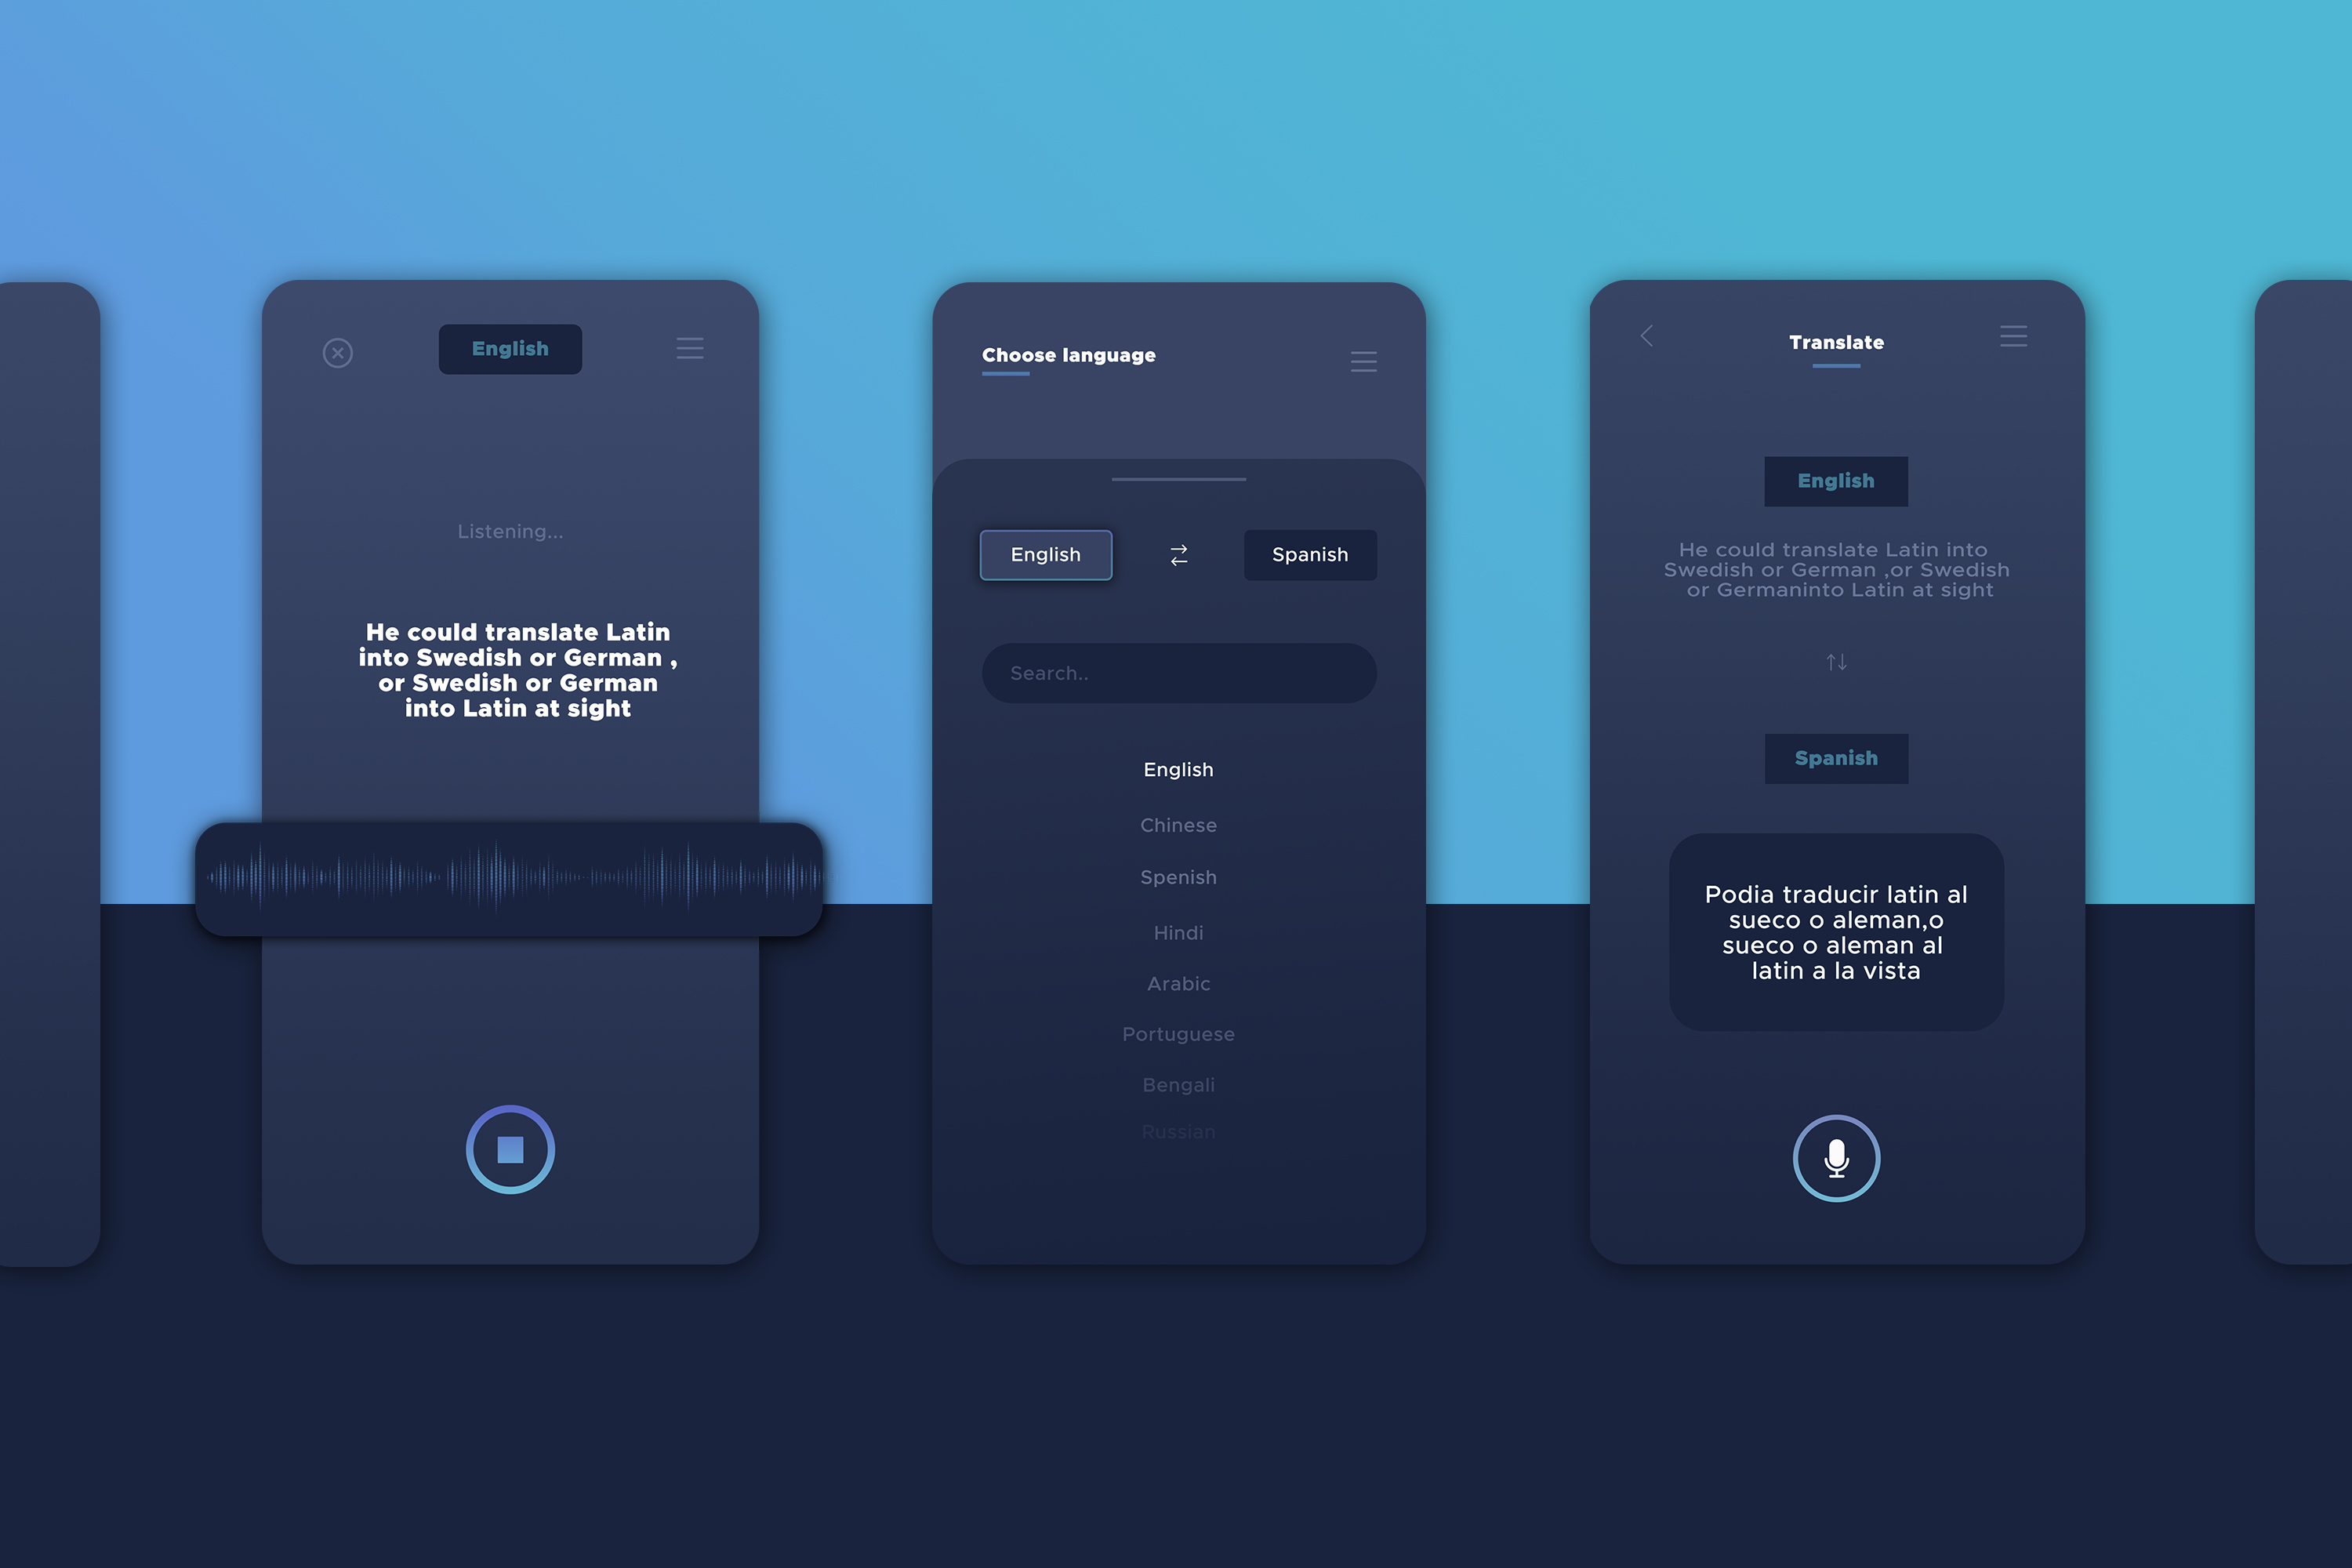 English
Listening...
He could translate Latin
into Swedish or German ,
or Swedish or German
into Latin at sight
Choose language
English
Spanish
Search..
English
Chinese
Spenish
Hindi
Arabic
Portuguese
Bengali
Russian
Translate
English
He could translate Latin into
Swedish or German ,or Swedish
or Germaninto Latin at sight
Spanish
Podia traducir latin al
sueco o aleman,o
sueco o aleman al
latin a la vista